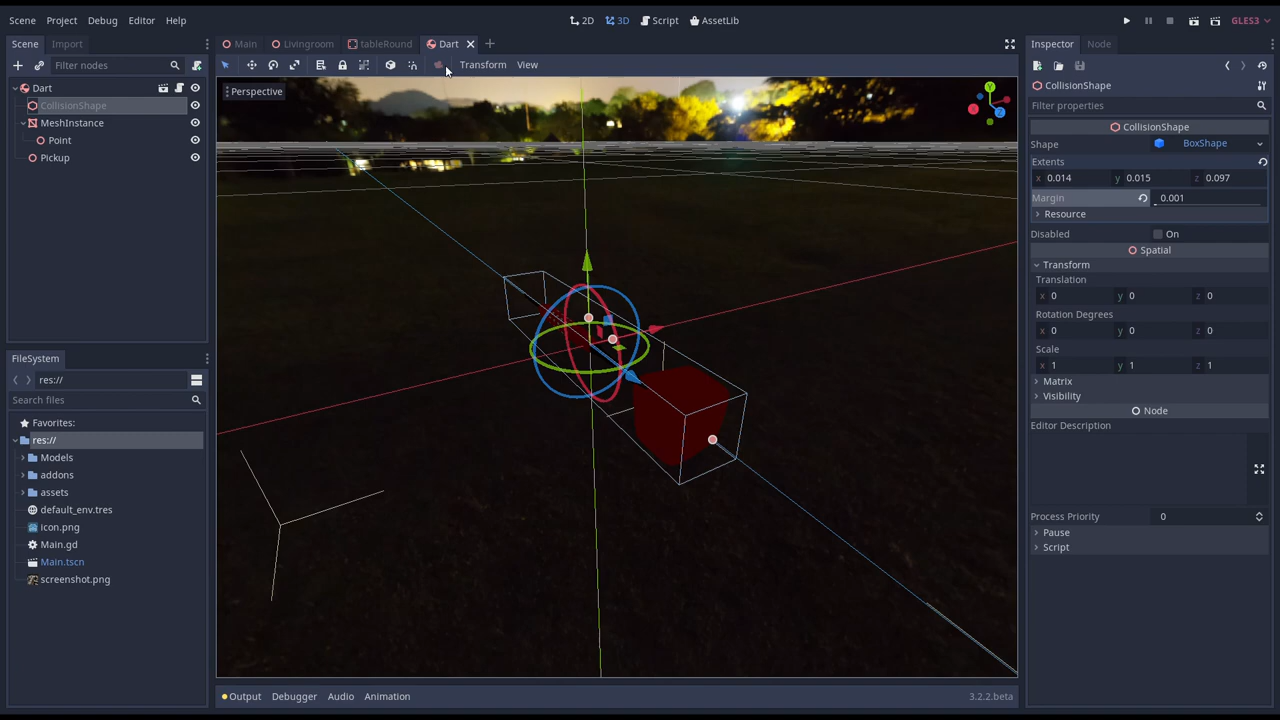 Scene Project Debug Editor Help
2D 3D Script AssetLib
GLES3
Scene Import
Filter nodes
Dart
CollisionShape
MeshInstance
Point
Pickup
FileSystem
res://
Search files
Favorites:
res://
Models
addons
assets
default_env.tres
icon.png
Main.gd
Main.tscn
screenshot.png
Main Livingroom tableRound Dart
Transform View
Perspective
Y
X
Z
Output Debugger Audio Animation 3.2.2.beta
Inspector Node
CollisionShape
Filter properties
CollisionShape
Shape BoxShape
Extents
x 0.014 y 0.015 z 0.097
Margin 0.001
Resource
Disabled On
Spatial
Transform
Translation
x 0 y 0 z 0
Rotation Degrees
x 0 y 0 z 0
Scale
x 1 y 1 z 1
Matrix
Visibility
Node
Editor Description
Process Priority 0
Pause
Script